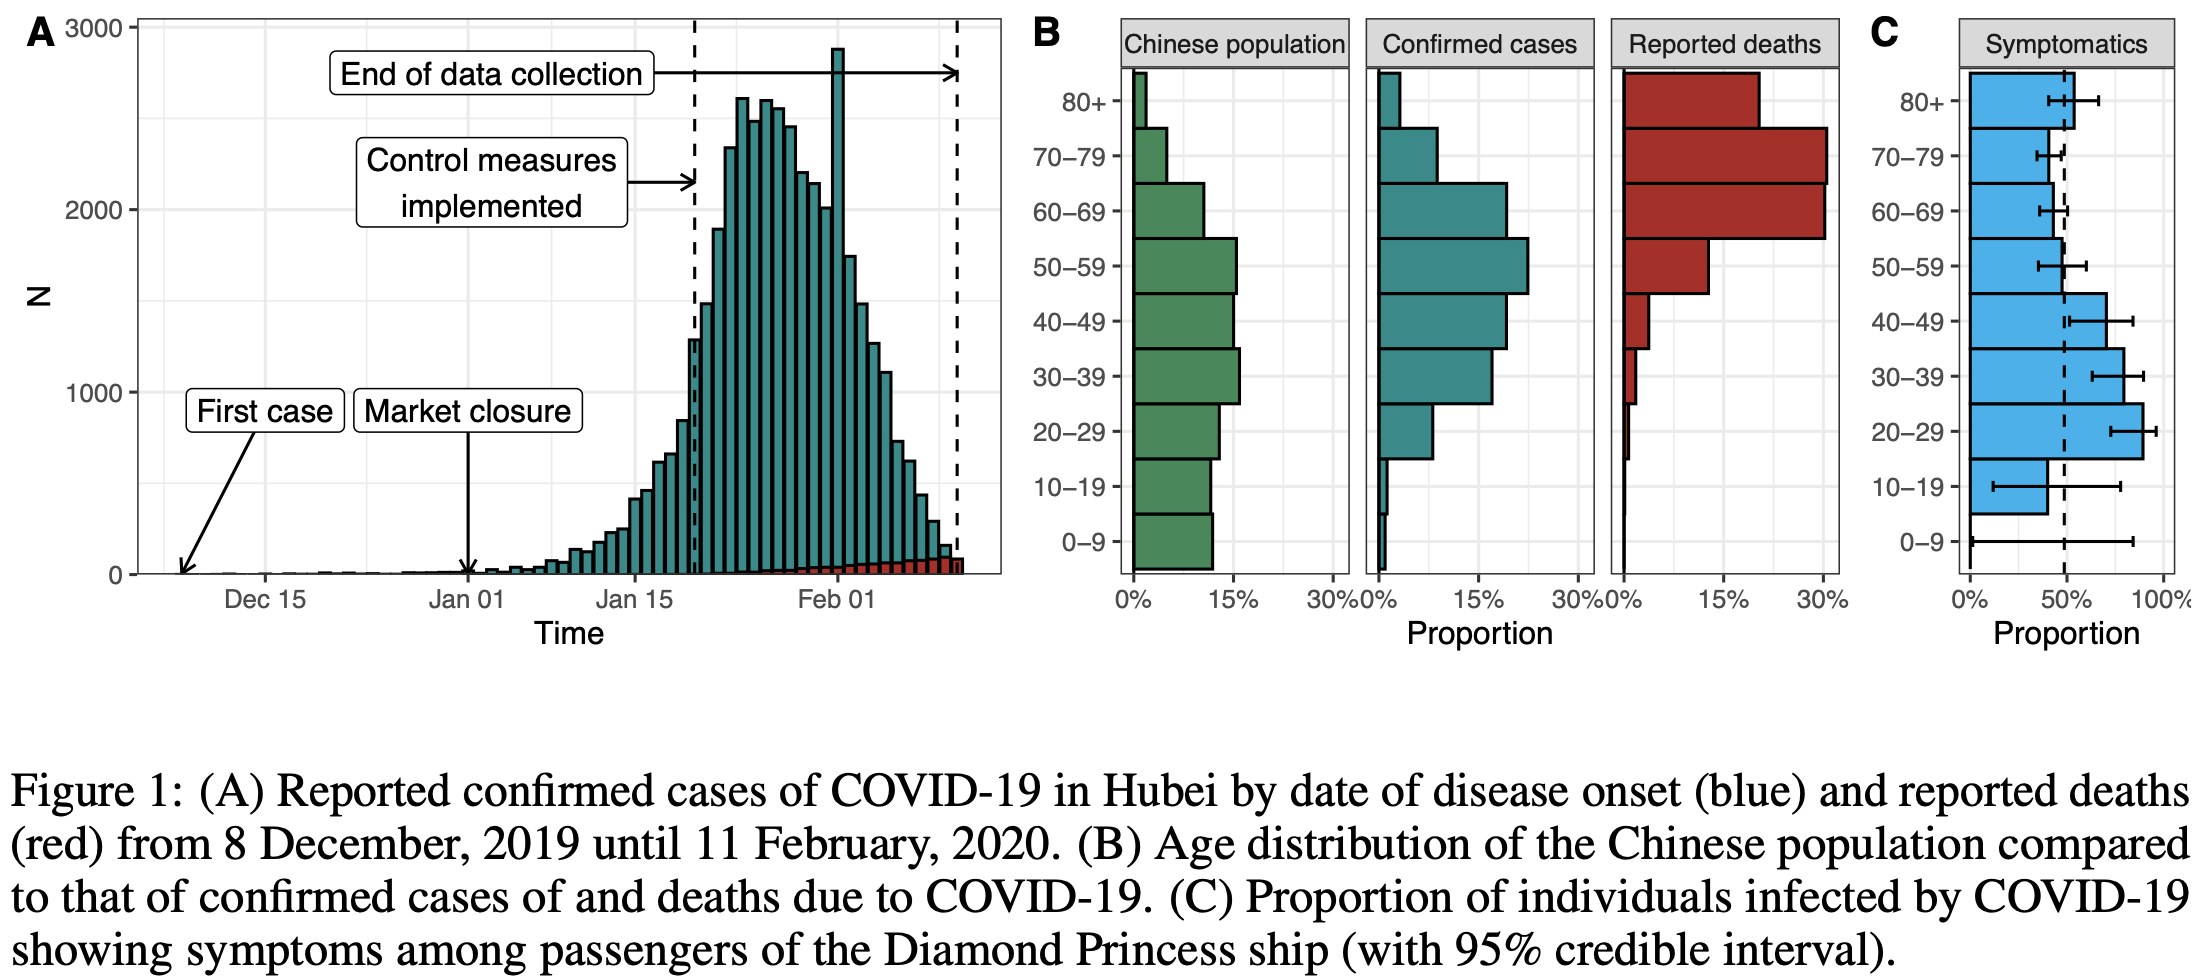 A
3000
2000
1000
0
N
End of data collection
Control measures
implemented
First case
Market closure
Dec 15
Jan 01
Jan 15
Feb 01
Time
B
Chinese population
Confirmed cases
Reported deaths
80+
70−79
60−69
50−59
40−49
30−39
20−29
10−19
0−9
0%
15%
30%
0%
15%
30%
0%
15%
30%
Proportion
C
Symptomatics
80+
70−79
60−69
50−59
40−49
30−39
20−29
10−19
0−9
0%
50%
100%
Proportion
Figure 1: (A) Reported confirmed cases of COVID-19 in Hubei by date of disease onset (blue) and reported deaths
(red) from 8 December, 2019 until 11 February, 2020. (B) Age distribution of the Chinese population compared
to that of confirmed cases of and deaths due to COVID-19. (C) Proportion of individuals infected by COVID-19
showing symptoms among passengers of the Diamond Princess ship (with 95% credible interval).